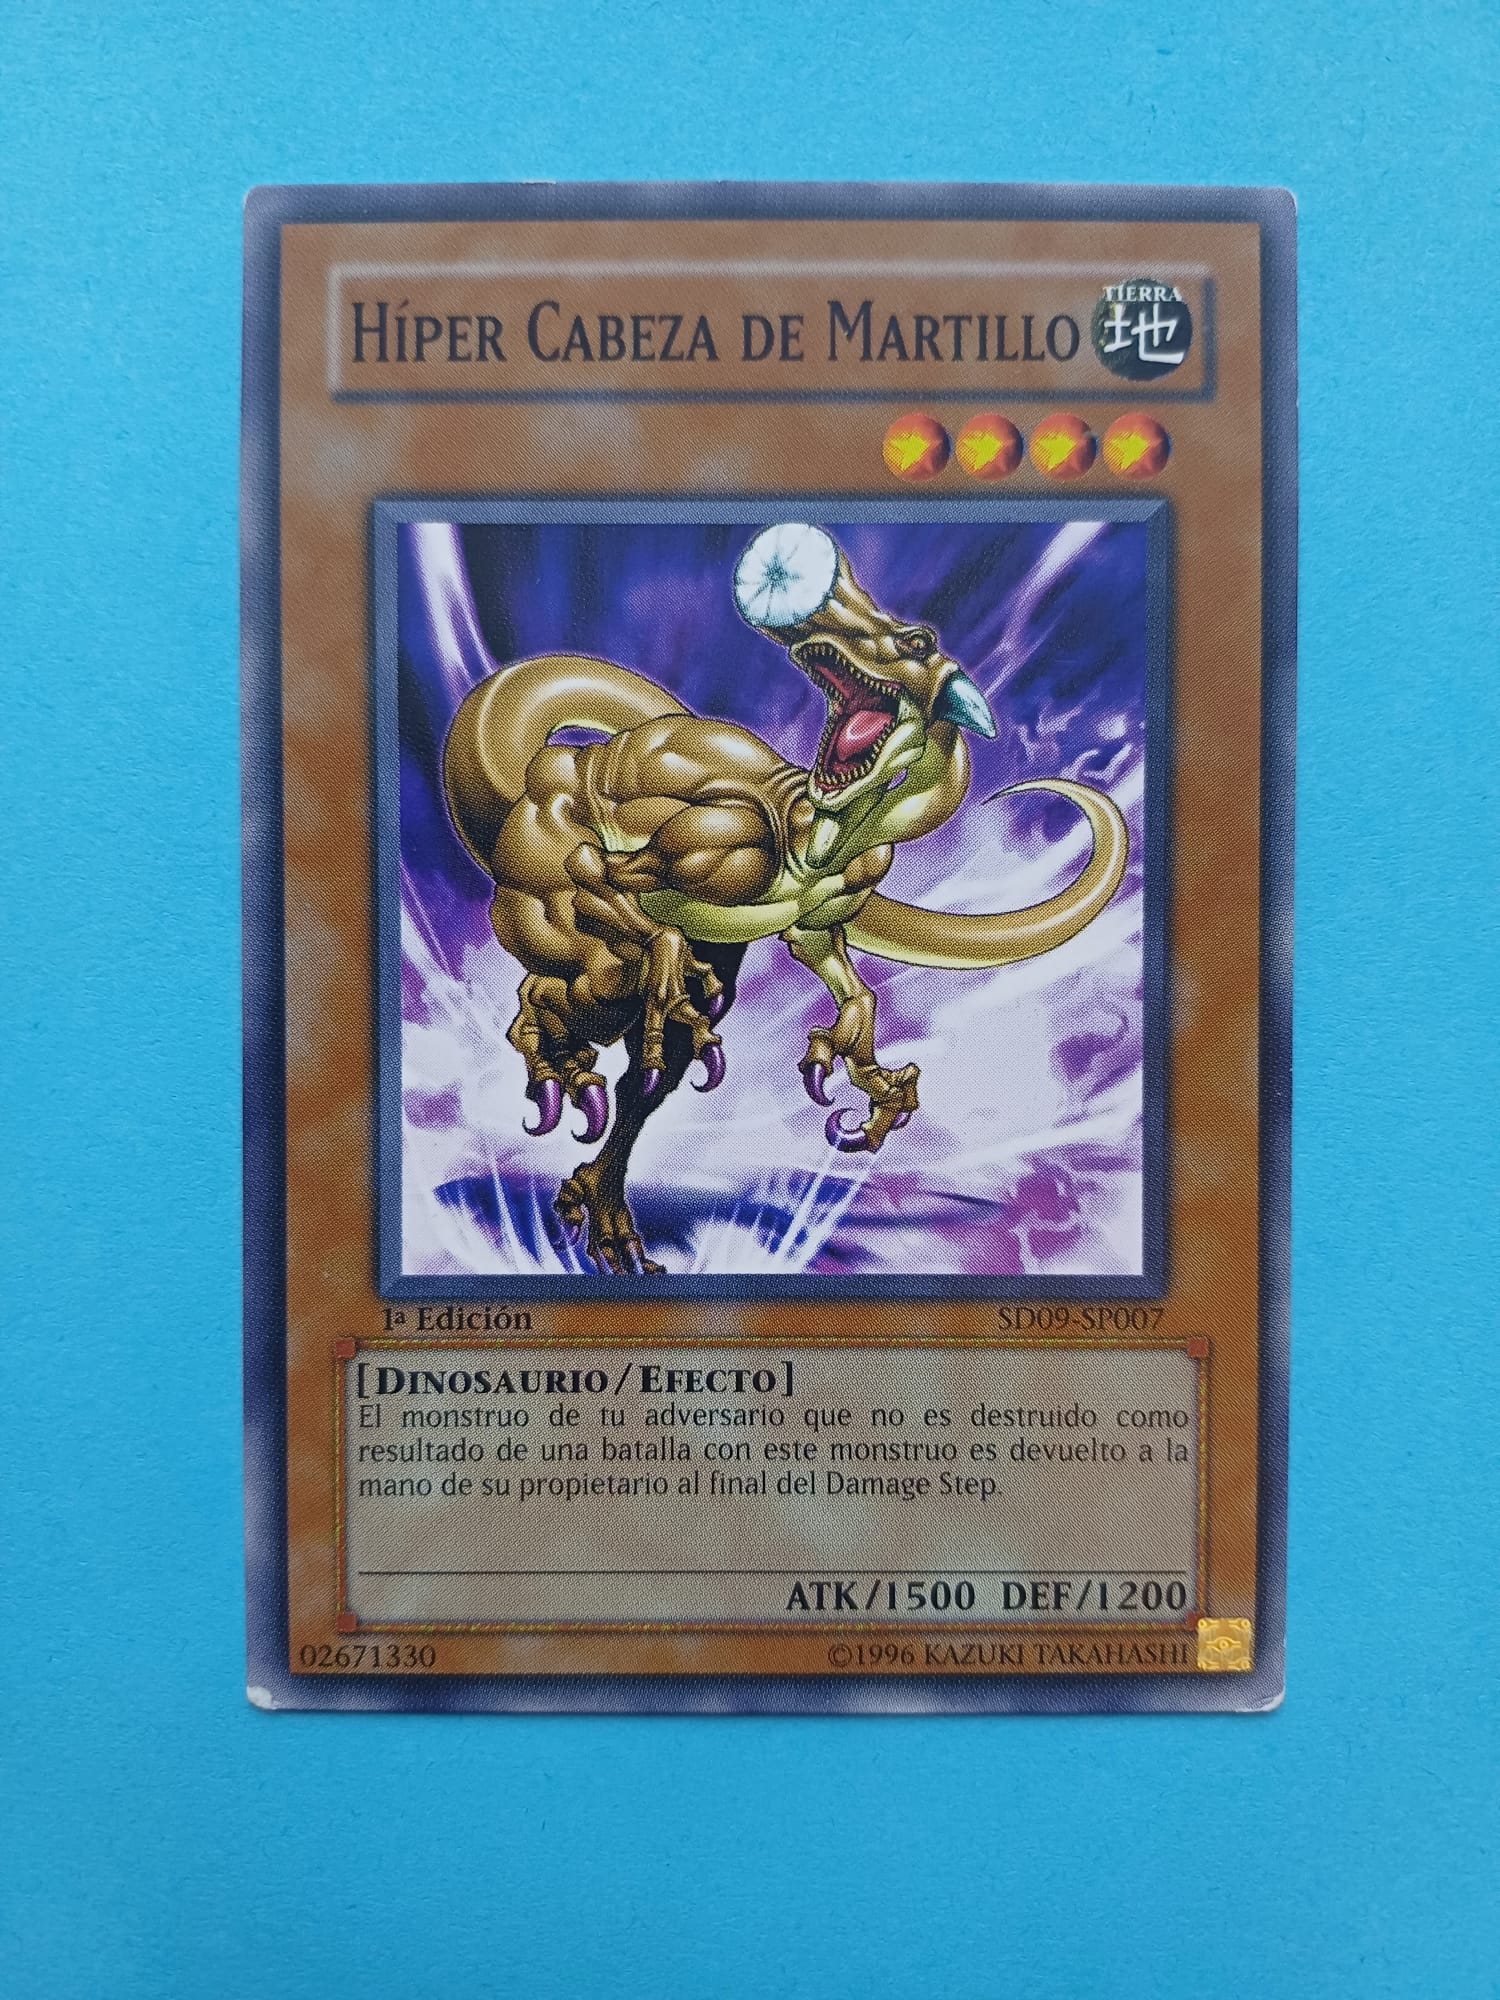 HÍPER CABEZA DE MARTILLO
TIERRA
地
1ª Edición
SD09-SP007
[DINOSAURIO/EFECTO]
El monstruo de tu adversario que no es destruido como
resultado de una batalla con este monstruo es devuelto a la
mano de su propietario al final del Damage Step.
ATK/1500 DEF/1200
02671330
©1996 KAZUKI TAKAHASHI